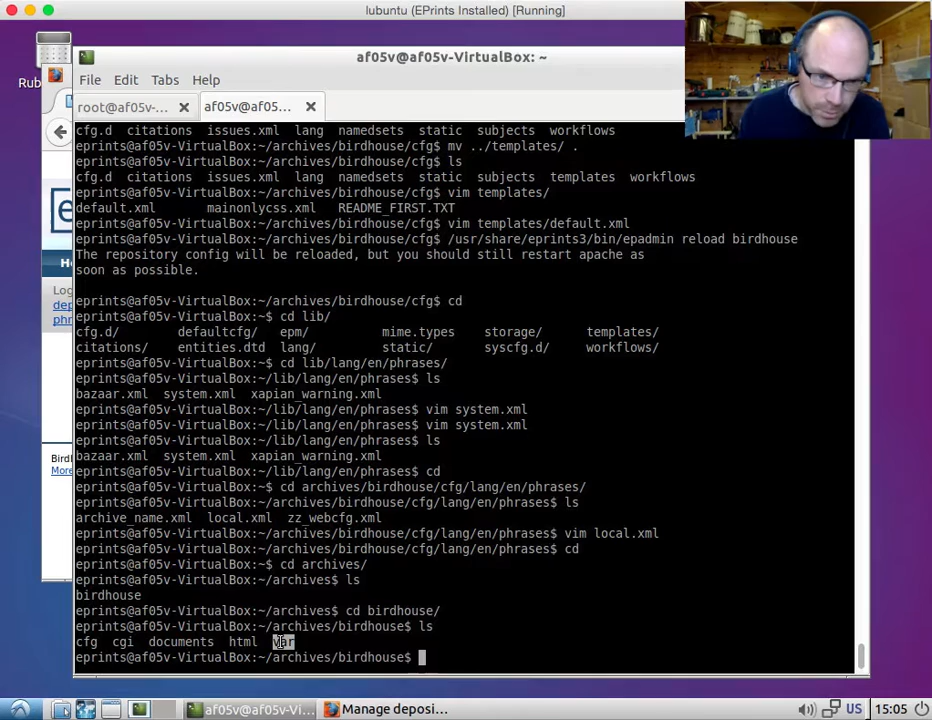 lubuntu (EPrints Installed) [Running]
Rub
af05v@af05v-VirtualBox: ~
File Edit Tabs Help
root@af05v-... af05v@af05...
cfg.d citations issues.xml lang namedsets static subjects workflows
eprints@af05v-VirtualBox:~/archives/birdhouse/cfg$ mv ../templates/ .
eprints@af05v-VirtualBox:~/archives/birdhouse/cfg$ ls
cfg.d citations issues.xml lang namedsets static subjects templates workflows
eprints@af05v-VirtualBox:~/archives/birdhouse/cfg$ vim templates/
default.xml mainonlycss.xml README_FIRST.TXT
eprints@af05v-VirtualBox:~/archives/birdhouse/cfg$ vim templates/default.xml
eprints@af05v-VirtualBox:~/archives/birdhouse/cfg$ /usr/share/eprints3/bin/epadmin reload birdhouse
The repository config will be reloaded, but you should still restart apache as
soon as possible.
eprints@af05v-VirtualBox:~/archives/birdhouse/cfg$ cd
eprints@af05v-VirtualBox:~$ cd lib/
cfg.d/ defaultcfg/ epm/ mime.types storage/ templates/
citations/ entities.dtd lang/ static/ syscfg.d/ workflows/
eprints@af05v-VirtualBox:~$ cd lib/lang/en/phrases/
eprints@af05v-VirtualBox:~/lib/lang/en/phrases$ ls
bazaar.xml system.xml xapian_warning.xml
eprints@af05v-VirtualBox:~/lib/lang/en/phrases$ vim system.xml
eprints@af05v-VirtualBox:~/lib/lang/en/phrases$ vim system.xml
eprints@af05v-VirtualBox:~/lib/lang/en/phrases$ ls
bazaar.xml system.xml xapian_warning.xml
eprints@af05v-VirtualBox:~/lib/lang/en/phrases$ cd
eprints@af05v-VirtualBox:~$ cd archives/birdhouse/cfg/lang/en/phrases/
eprints@af05v-VirtualBox:~/archives/birdhouse/cfg/lang/en/phrases$ ls
archive_name.xml local.xml zz_webcfg.xml
eprints@af05v-VirtualBox:~/archives/birdhouse/cfg/lang/en/phrases$ vim local.xml
eprints@af05v-VirtualBox:~/archives/birdhouse/cfg/lang/en/phrases$ cd
eprints@af05v-VirtualBox:~$ cd archives/
eprints@af05v-VirtualBox:~/archives$ ls
birdhouse
eprints@af05v-VirtualBox:~/archives$ cd birdhouse/
eprints@af05v-VirtualBox:~/archives/birdhouse$ ls
cfg cgi documents html var
eprints@af05v-VirtualBox:~/archives/birdhouse$
[e
Ho
Log
dep
phr
Birdl
More
af05v@af05v-Vi... Manage deposi... US 15:05